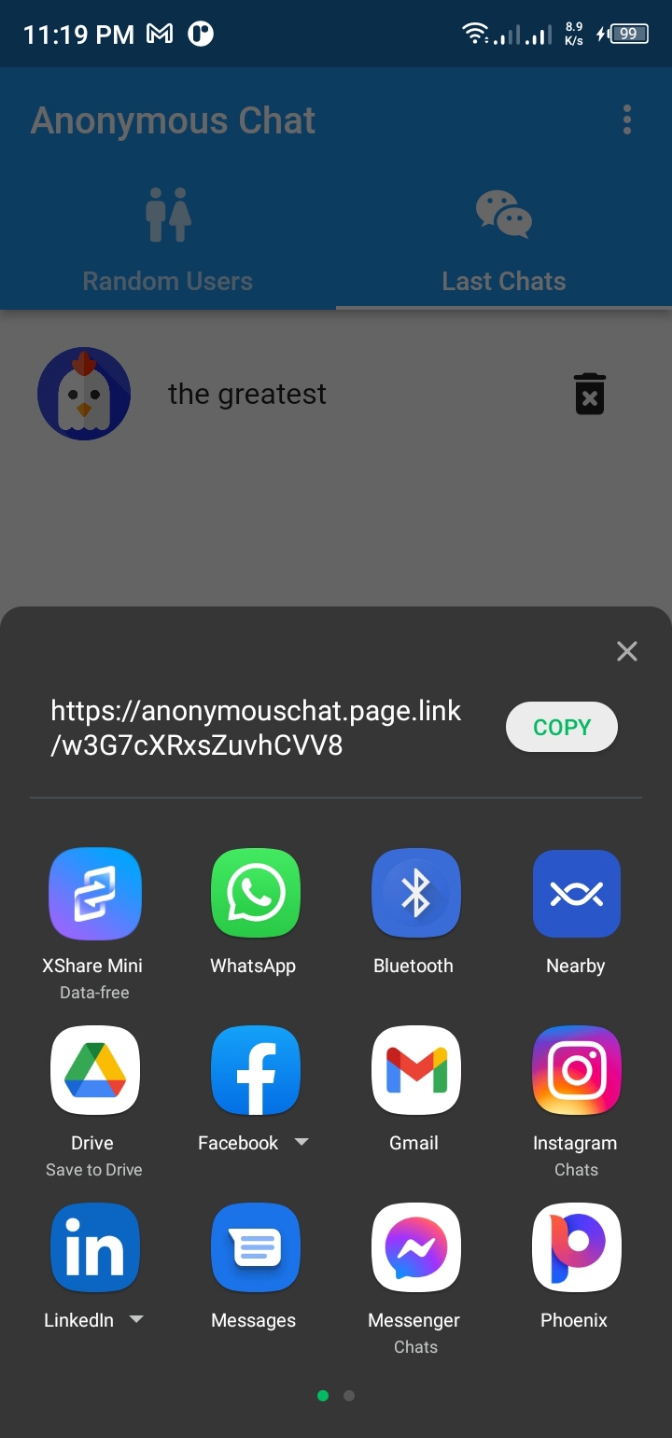 11:19 PM
8.9
K/s
99
Anonymous Chat
Random Users
Last Chats
the greatest
https://anonymouschat.page.link
/w3G7cXRxsZuvhCVV8
COPY
XShare Mini
Data-free
WhatsApp
Bluetooth
Nearby
Drive
Save to Drive
Facebook
Gmail
Instagram
Chats
LinkedIn
Messages
Messenger
Chats
Phoenix